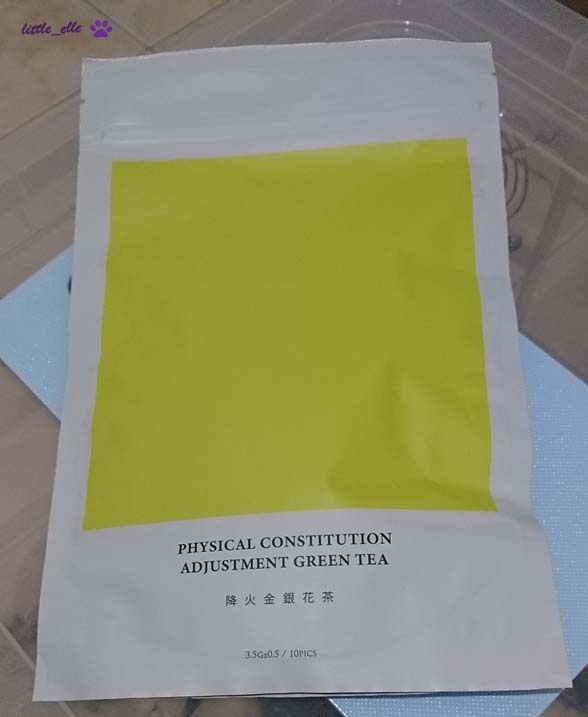 little_elle
PHYSICAL CONSTITUTION
ADJUSTMENT GREEN TEA
降火金銀花茶
3.5G±0.5 / 10PICS